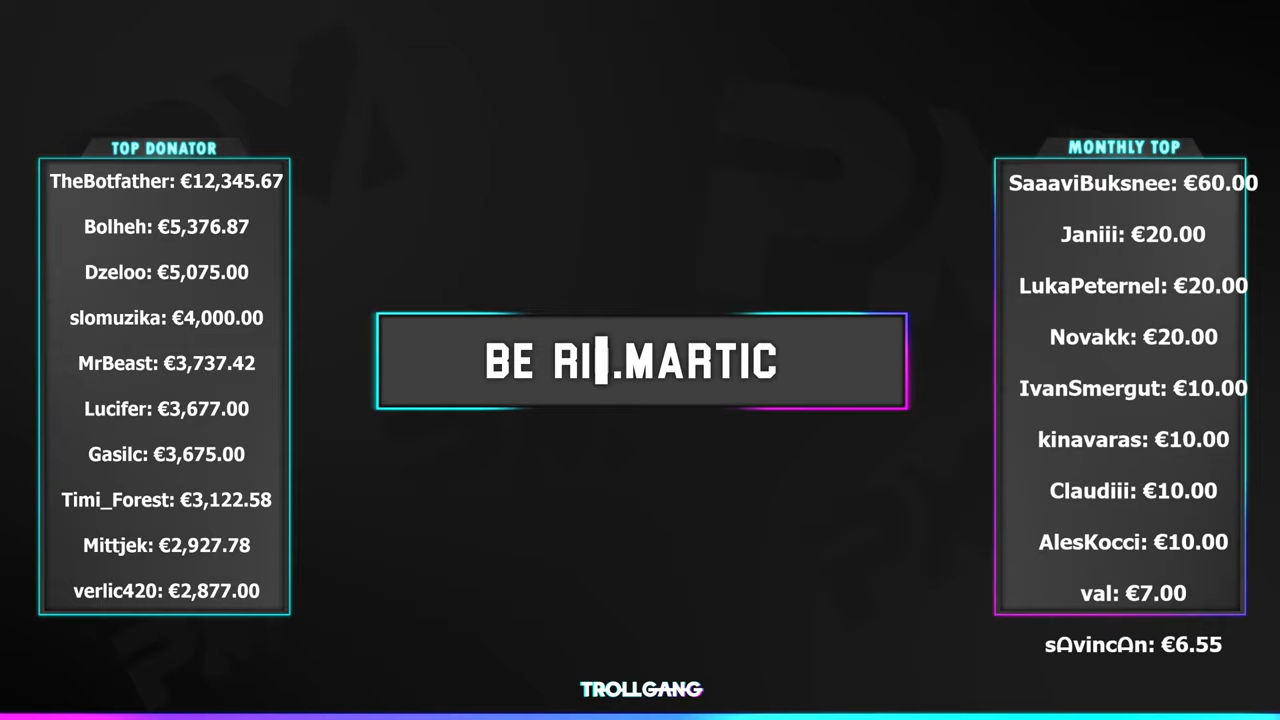 TOP DONATOR
TheBotfather: €12,345.67
Bolheh: €5,376.87
Dzeloo: €5,075.00
slomuzika: €4,000.00
MrBeast: €3,737.42
Lucifer: €3,677.00
Gasilc: €3,675.00
Timi_Forest: €3,122.58
Mittjek: €2,927.78
verlic420: €2,877.00
BE RI .MARTIC
MONTHLY TOP
SaaaviBuksnee: €60.00
Janiii: €20.00
LukaPeternel: €20.00
Novakk: €20.00
IvanSmergut: €10.00
kinavaras: €10.00
Claudiii: €10.00
AlesKocci: €10.00
val: €7.00
sᗩvincᗩn: €6.55
TROLLGANG